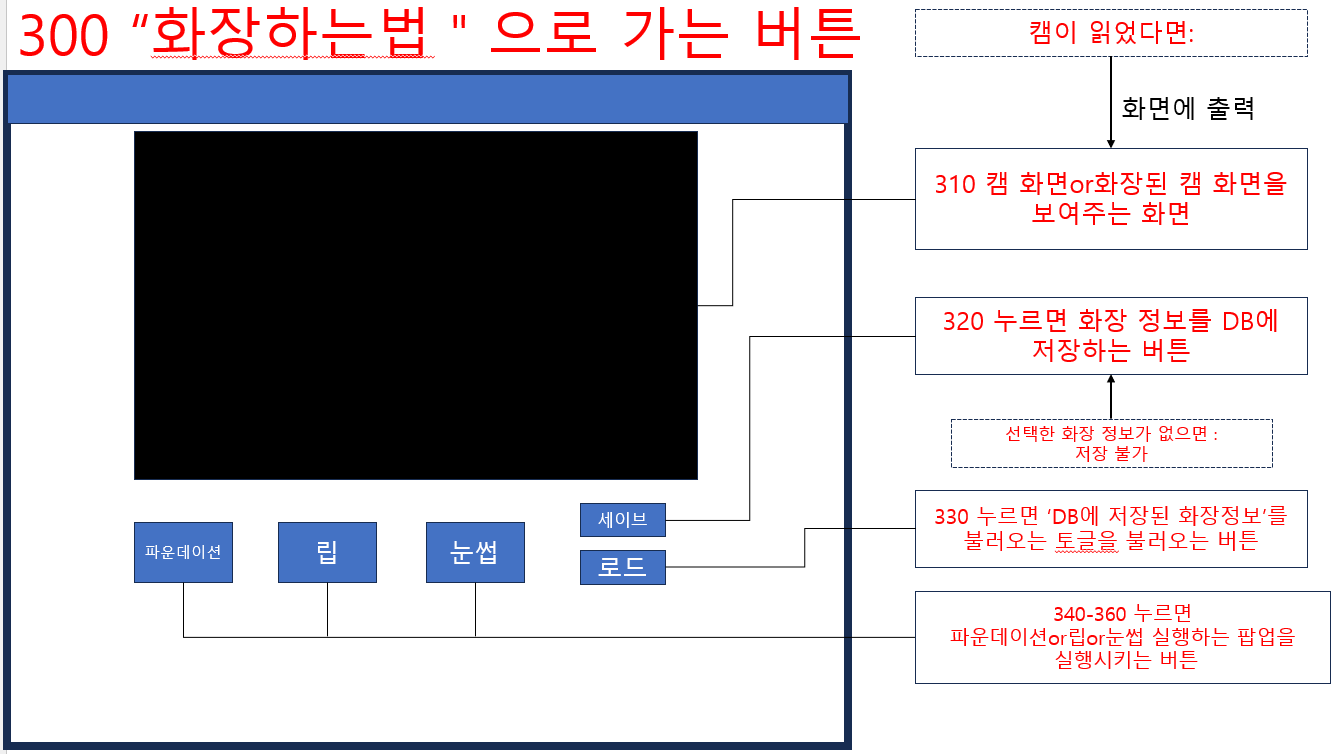 300 “화장하는법 " 으로 가는 버튼
캠이 읽었다면:
화면에 출력
310 캠 화면or화장된 캠 화면을
보여주는 화면
320 누르면 화장 정보를 DB에
저장하는 버튼
선택한 화장 정보가 없으면 :
저장 불가
330 누르면 ‘DB에 저장된 화장정보’를
불러오는 토글을 불러오는 버튼
340-360 누르면
파운데이션or립or눈썹 실행하는 팝업을
실행시키는 버튼
세이브
로드
파운데이션
립
눈썹